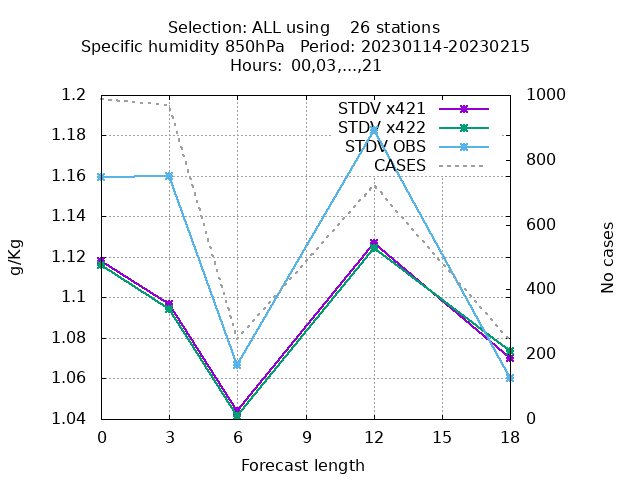 Selection: ALL using    26 stations
Specific humidity 850hPa   Period: 20230114-20230215
Hours:  00,03,...,21
STDV x421
STDV x422
STDV OBS
CASES
1.2
1.18
1.16
1.14
1.12
1.1
1.08
1.06
1.04
g/Kg
1000
800
600
400
200
0
No cases
0 3 6 9 12 15 18
Forecast length